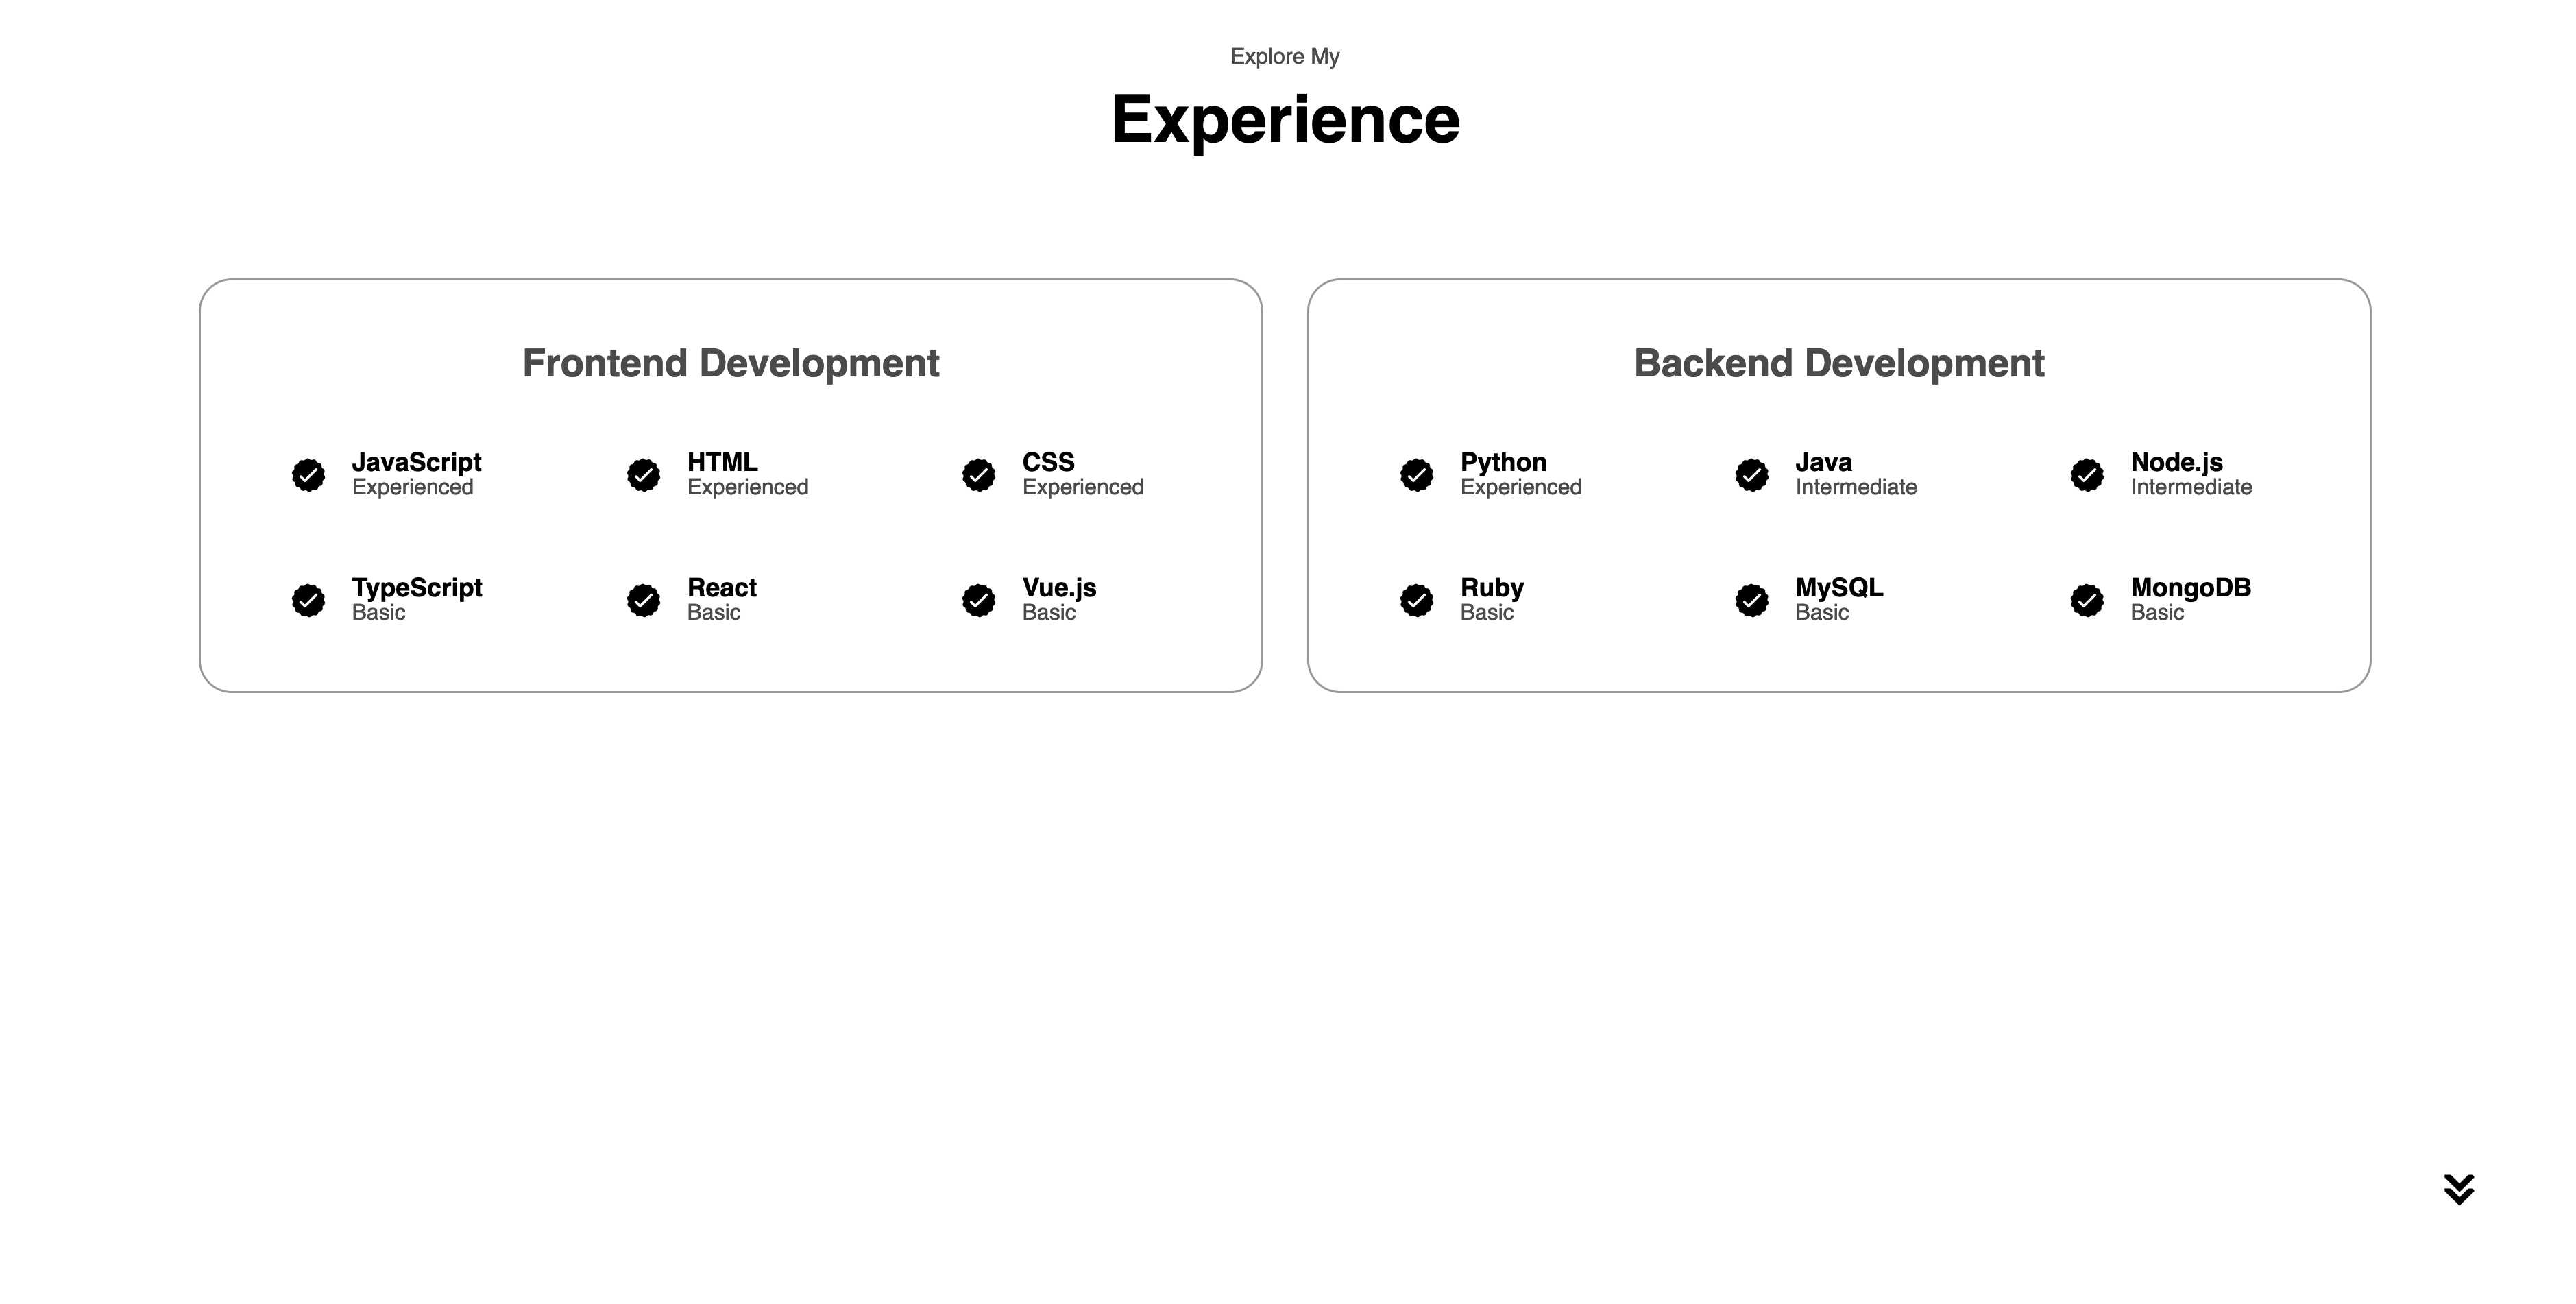 Explore My
Experience
Frontend Development
JavaScript
Experienced
HTML
Experienced
CSS
Experienced
TypeScript
Basic
React
Basic
Vue.js
Basic
Backend Development
Python
Experienced
Java
Intermediate
Node.js
Intermediate
Ruby
Basic
MySQL
Basic
MongoDB
Basic